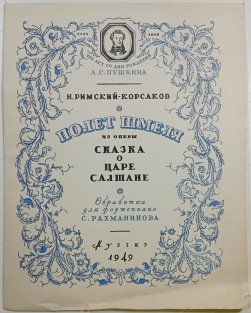 1799 1949
150 ЛЕТ СО ДНЯ РОЖДЕНИЯ
А.С.ПУШКИНА
Н.РИМСКИЙ-КОРСАКОВ
ПОЛЕТ ШМЕЛЯ
ИЗ ОПЕРЫ
СКАЗКА
О
ЦАРЕ
САЛТАНЕ
Обработка
для фортепиано
С. РАХМАНИНОВА
Музгиз
1949